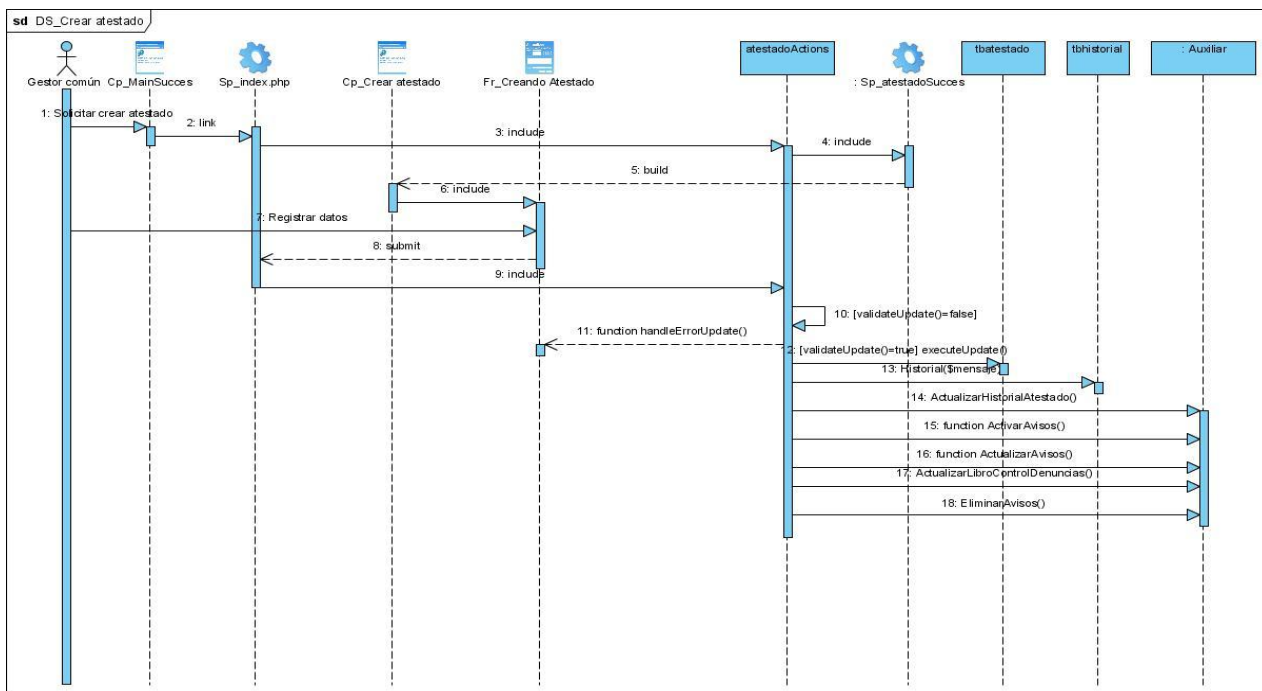 sd DS_Crear atestado
Gestor común
Cp_MainSucces
Sp_index.php
Cp_Crear atestado
Fr_Creando Atestado
atestadoActions
: Sp_atestadoSucces
tbatestado
tbhistorial
: Auxiliar
1: Solicitar crear atestado
2: link
3: include
4: include
5: build
6: include
7: Registrar datos
8: submit
9: include
10: [validateUpdate()=false]
11: function handleErrorUpdate()
12: [validateUpdate()=true] executeUpdate()
13: Historial($mensaje)
14: ActualizarHistorialAtestado()
15: function ActivarAvisos()
16: function ActualizarAvisos()
17: ActualizarLibroControlDenuncias()
18: EliminarAvisos()